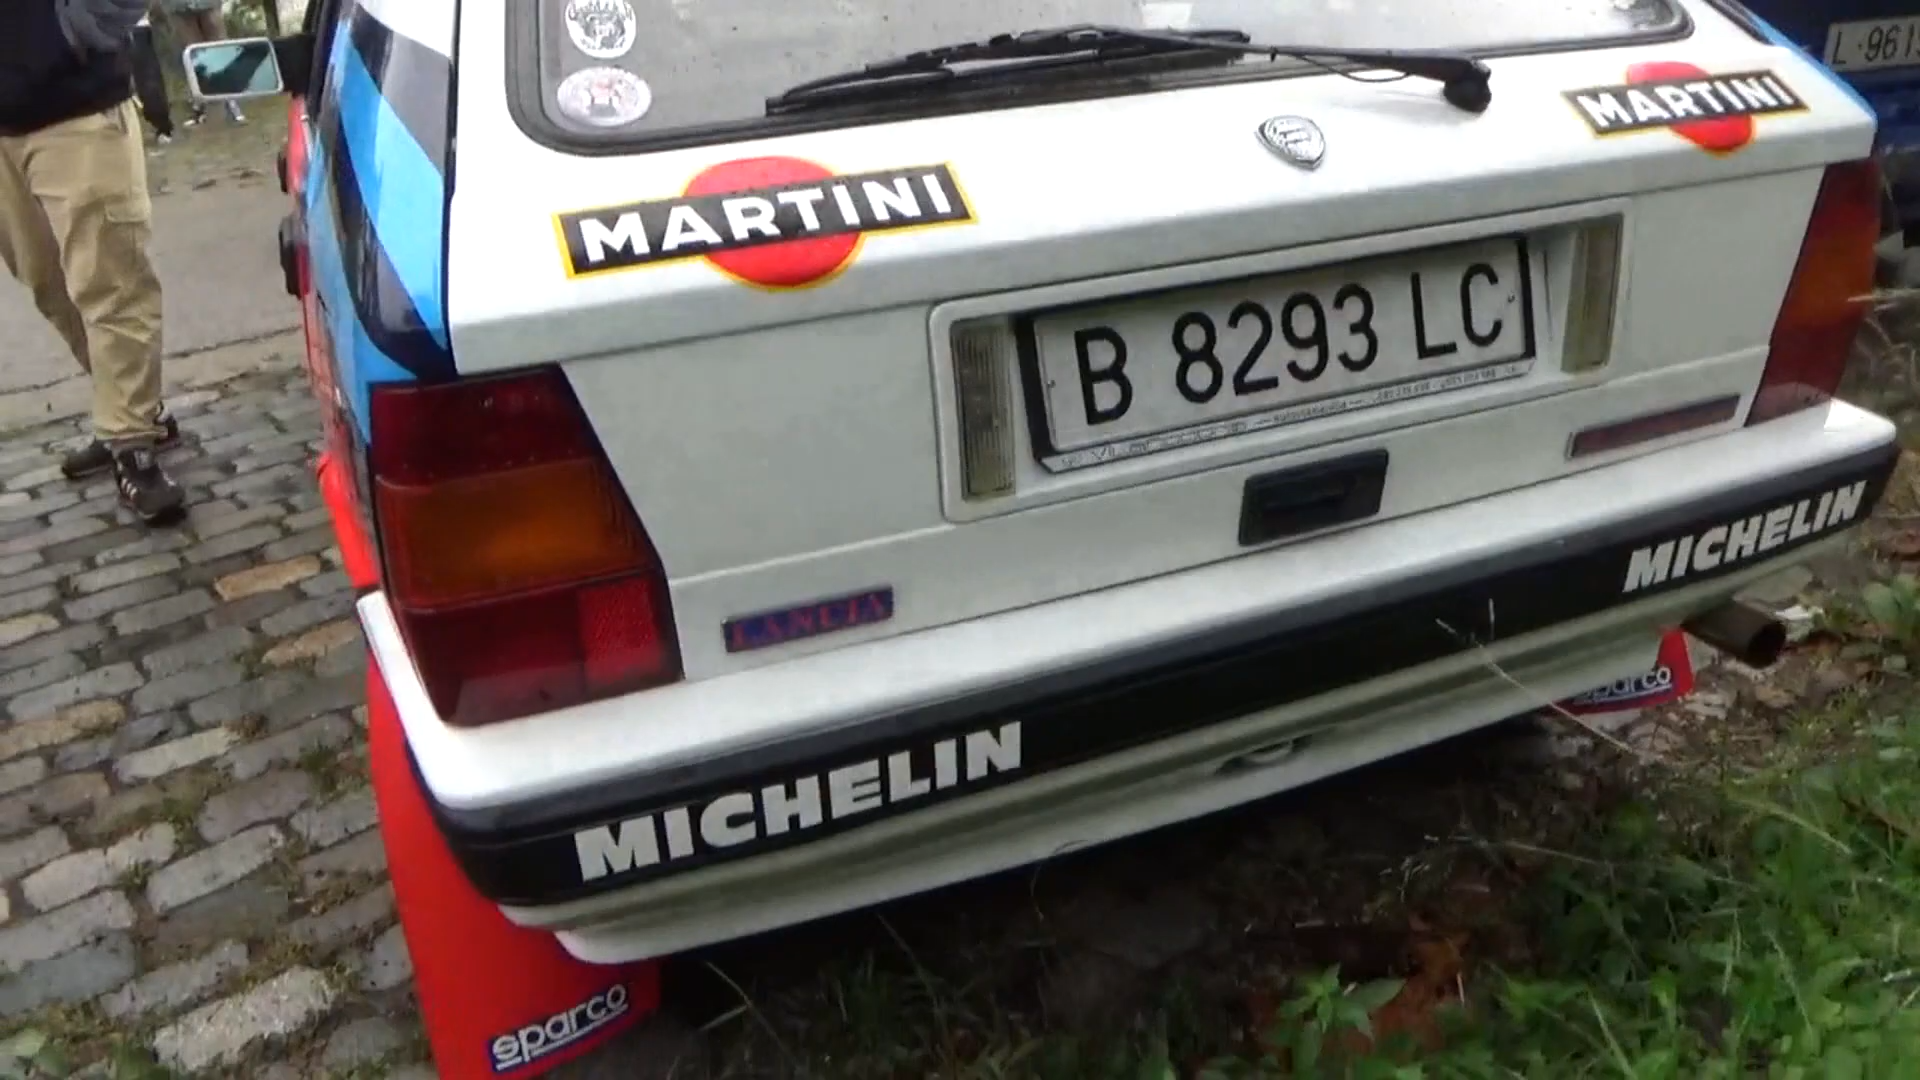 MARTINI
MARTINI
L·961
B 8293 LC
LANCIA
MICHELIN
MICHELIN
sparco
sparco